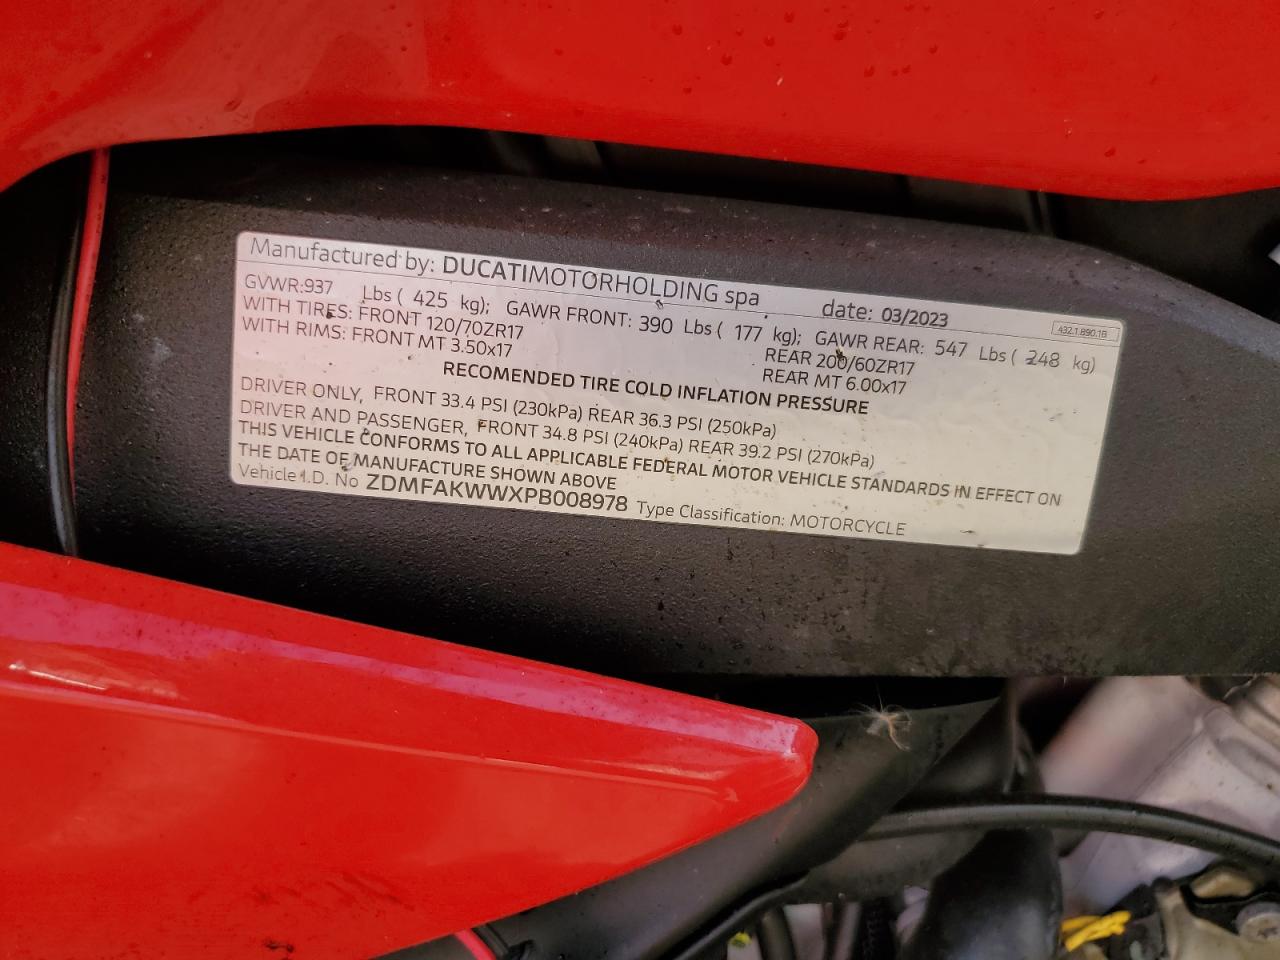 Manufactured by: DUCATIMOTORHOLDING spa date: 03/2023 432.1.890.1B
GVWR:937 Lbs ( 425 kg); GAWR FRONT: 390 Lbs ( 177 kg); GAWR REAR: 547 Lbs ( 248 kg)
WITH TIRES: FRONT 120/70ZR17 REAR 200/60ZR17
WITH RIMS: FRONT MT 3.50x17 REAR MT 6.00x17
RECOMENDED TIRE COLD INFLATION PRESSURE
DRIVER ONLY, FRONT 33.4 PSI (230kPa) REAR 36.3 PSI (250kPa)
DRIVER AND PASSENGER, FRONT 34.8 PSI (240kPa) REAR 39.2 PSI (270kPa)
THIS VEHICLE CONFORMS TO ALL APPLICABLE FEDERAL MOTOR VEHICLE STANDARDS IN EFFECT ON
THE DATE OF MANUFACTURE SHOWN ABOVE
Vehicle I.D. No ZDMFAKWWXPB008978 Type Classification: MOTORCYCLE